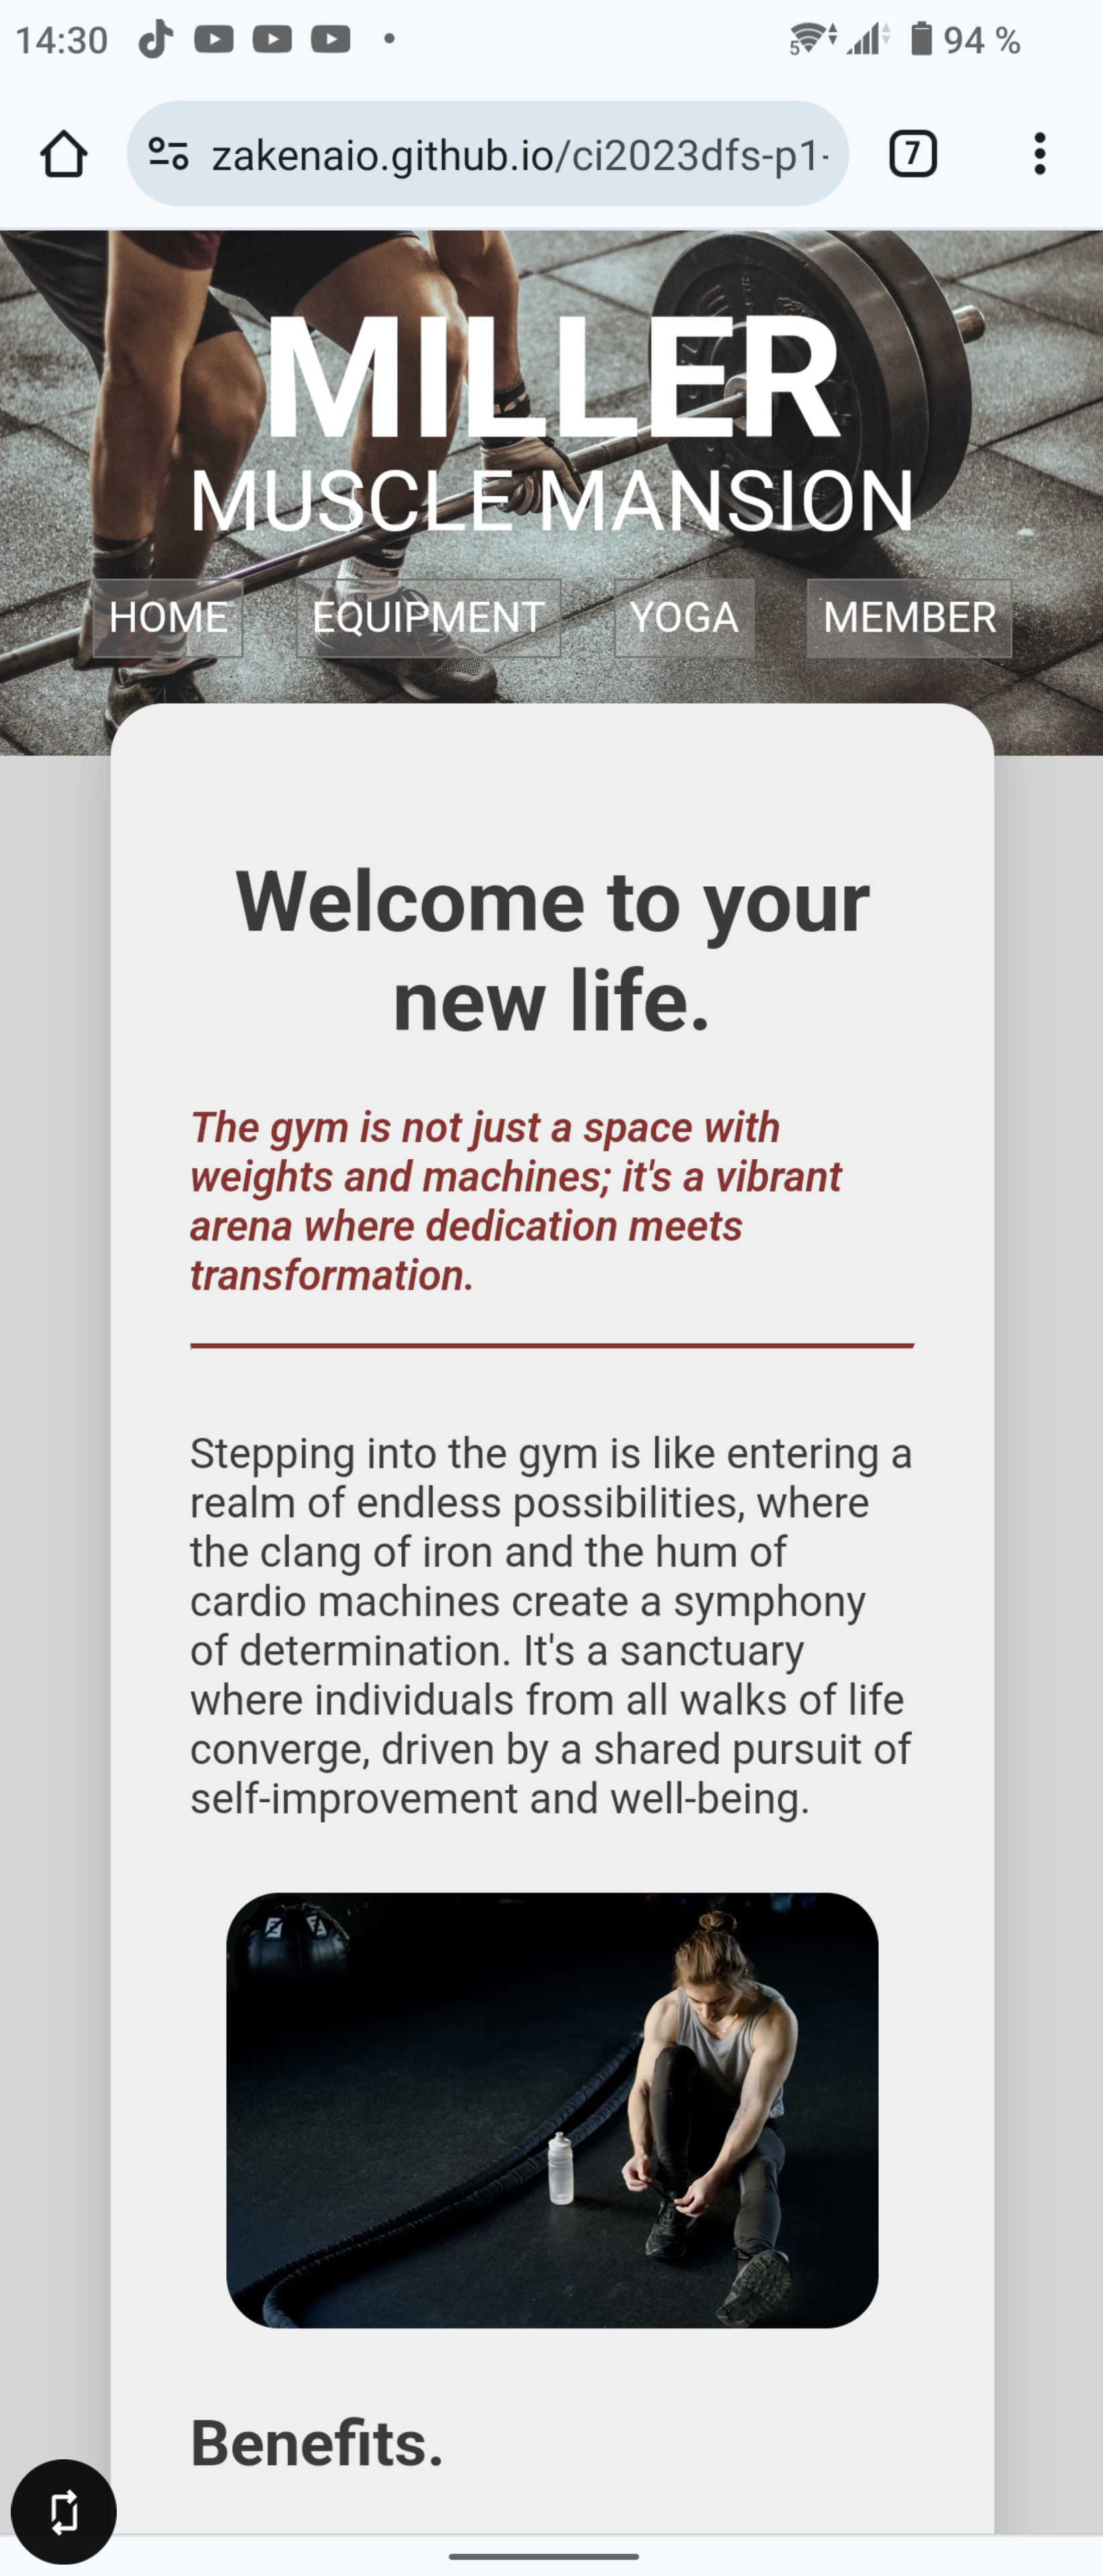 14:30
5
94 %
zakenaio.github.io/ci2023dfs-p1-
7
MILLER
MUSCLE MANSION
HOME EQUIPMENT YOGA MEMBER
Welcome to your
new life.
The gym is not just a space with
weights and machines; it's a vibrant
arena where dedication meets
transformation.
Stepping into the gym is like entering a
realm of endless possibilities, where
the clang of iron and the hum of
cardio machines create a symphony
of determination. It's a sanctuary
where individuals from all walks of life
converge, driven by a shared pursuit of
self-improvement and well-being.
Benefits.